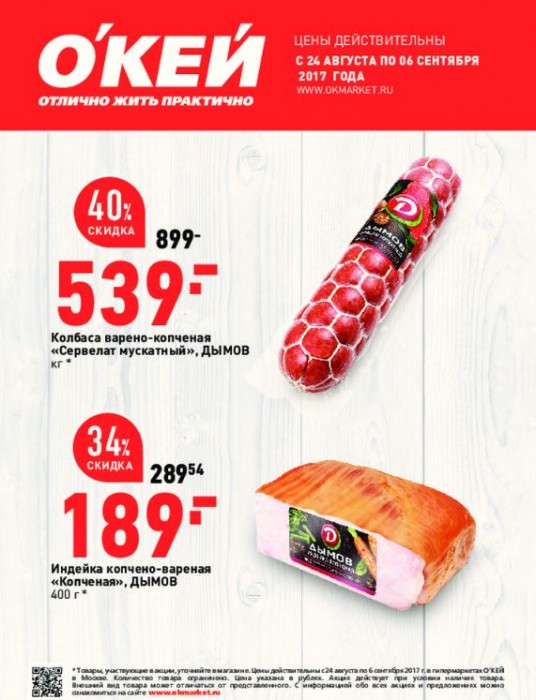 О'КЕЙ
ОТЛИЧНО ЖИТЬ ПРАКТИЧНО
ЦЕНЫ ДЕЙСТВИТЕЛЬНЫ
С 24 АВГУСТА ПО 06 СЕНТЯБРЯ
2017 ГОДА
WWW.OKMARKET.RU
40%
СКИДКА
899-
539.-
Колбаса варено-копченая
«Сервелат мускатный», ДЫМОВ
кг *
Д
ДЫМОВ
34%
СКИДКА
289 54
189.-
Индейка копчено-вареная
«Копченая», ДЫМОВ
400 г *
Д
ДЫМОВ
* Товары, участвующие в акции, уточняйте в магазине. Цены действительны с 24 августа по 6 сентября 2017 г. в гипермаркетах О'КЕЙ
в Москве. Количество товара ограничено. Цена указана в рублях. Акция действует при условии наличия товара.
Внешний вид товара может отличаться от представленного. С информацией обо всех акциях и предложениях можно
ознакомиться на сайте www.okmarket.ru